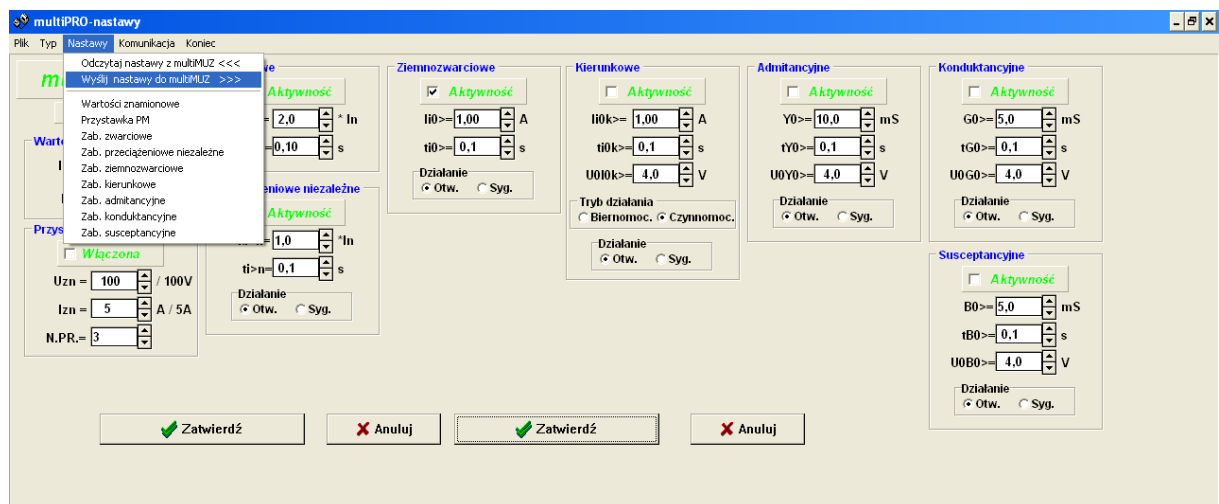 multiPRO-nastawy
Plik Typ Nastawy Komunikacja Koniec
Odczytaj nastawy z multiMUZ <<<
Wyślij nastawy do multiMUZ >>>
Wartości znamionowe
Przystawka PM
Zab. zwarciowe
Zab. przeciążeniowe niezależne
Zab. ziemnozwarciowe
Zab. kierunkowe
Zab. admitancyjne
Zab. konduktancyjne
Zab. susceptancyjne
Włączona
Uzn = 100 / 100V
Izn = 5 A / 5A
N.PR.= 3
Aktywność
= 2,0 * In
=0,10 s
niezależne
Aktywność
= 1,0 *In
ti>n= 0,1 s
Działanie
Otw. Syg.
Ziemnozwarciowe
Aktywność
Ii0>= 1,00 A
ti0>= 0,1 s
Działanie
Otw. Syg.
Kierunkowe
Aktywność
Ii0k>= 1,00 A
ti0k>= 0,1 s
U0I0k>= 4,0 V
Tryb działania
Biernomoc. Czynnomoc.
Działanie
Otw. Syg.
Admitancyjne
Aktywność
Y0>= 10,0 mS
tY0>= 0,1 s
U0Y0>= 4,0 V
Działanie
Otw. Syg.
Konduktancyjne
Aktywność
G0>= 5,0 mS
tG0>= 0,1 s
U0G0>= 4,0 V
Działanie
Otw. Syg.
Susceptancyjne
Aktywność
B0>= 5,0 mS
tB0>= 0,1 s
U0B0>= 4,0 V
Działanie
Otw. Syg.
Zatwierdź Anuluj Zatwierdź Anuluj